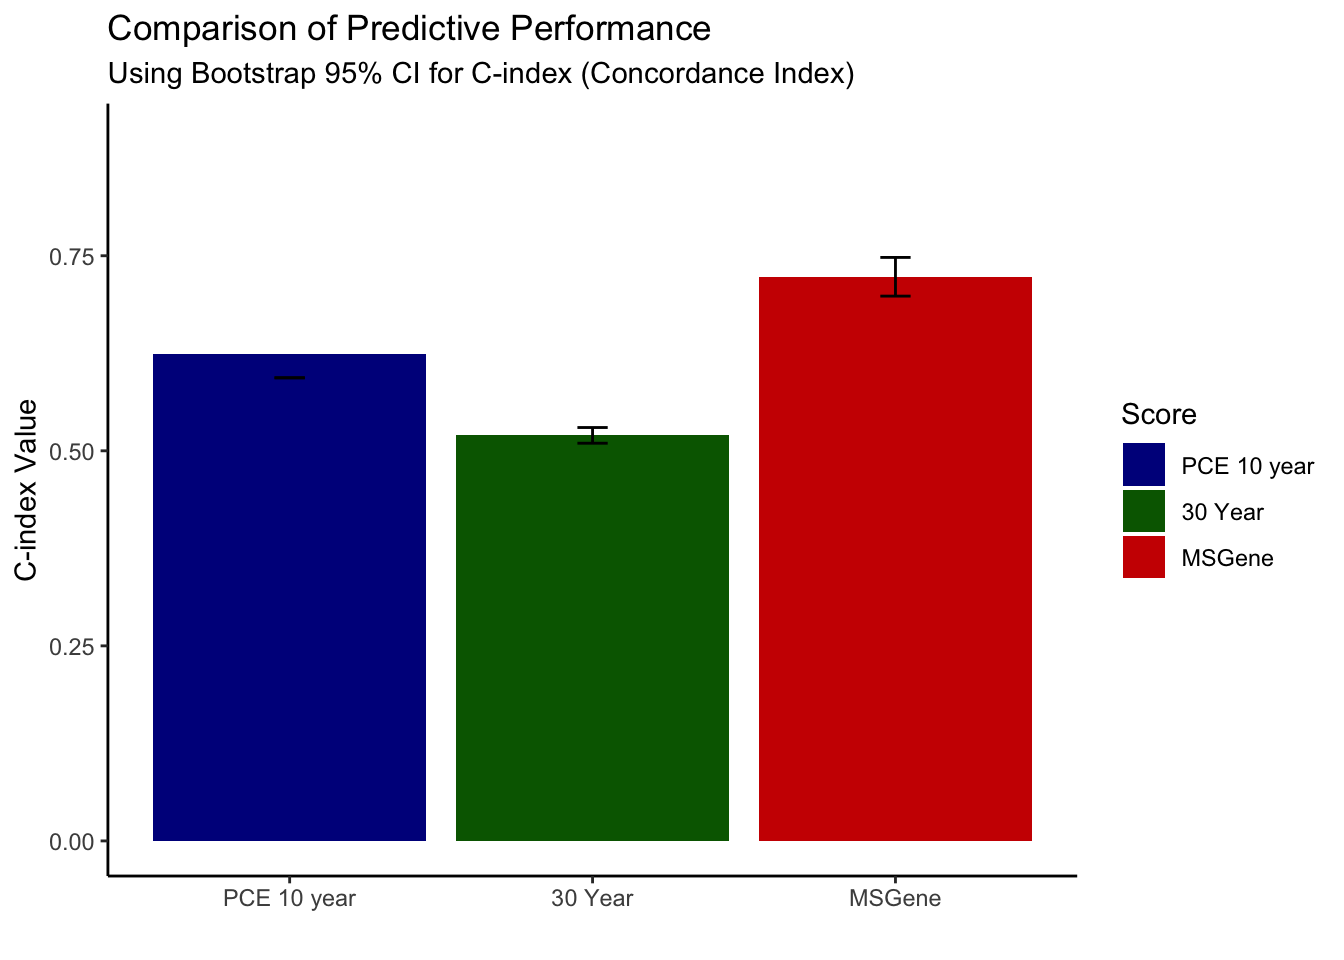 Comparison of Predictive Performance
Using Bootstrap 95% CI for C-index (Concordance Index)
C-index Value
0.75
0.50
0.25
0.00
PCE 10 year
30 Year
MSGene
Score
PCE 10 year
30 Year
MSGene